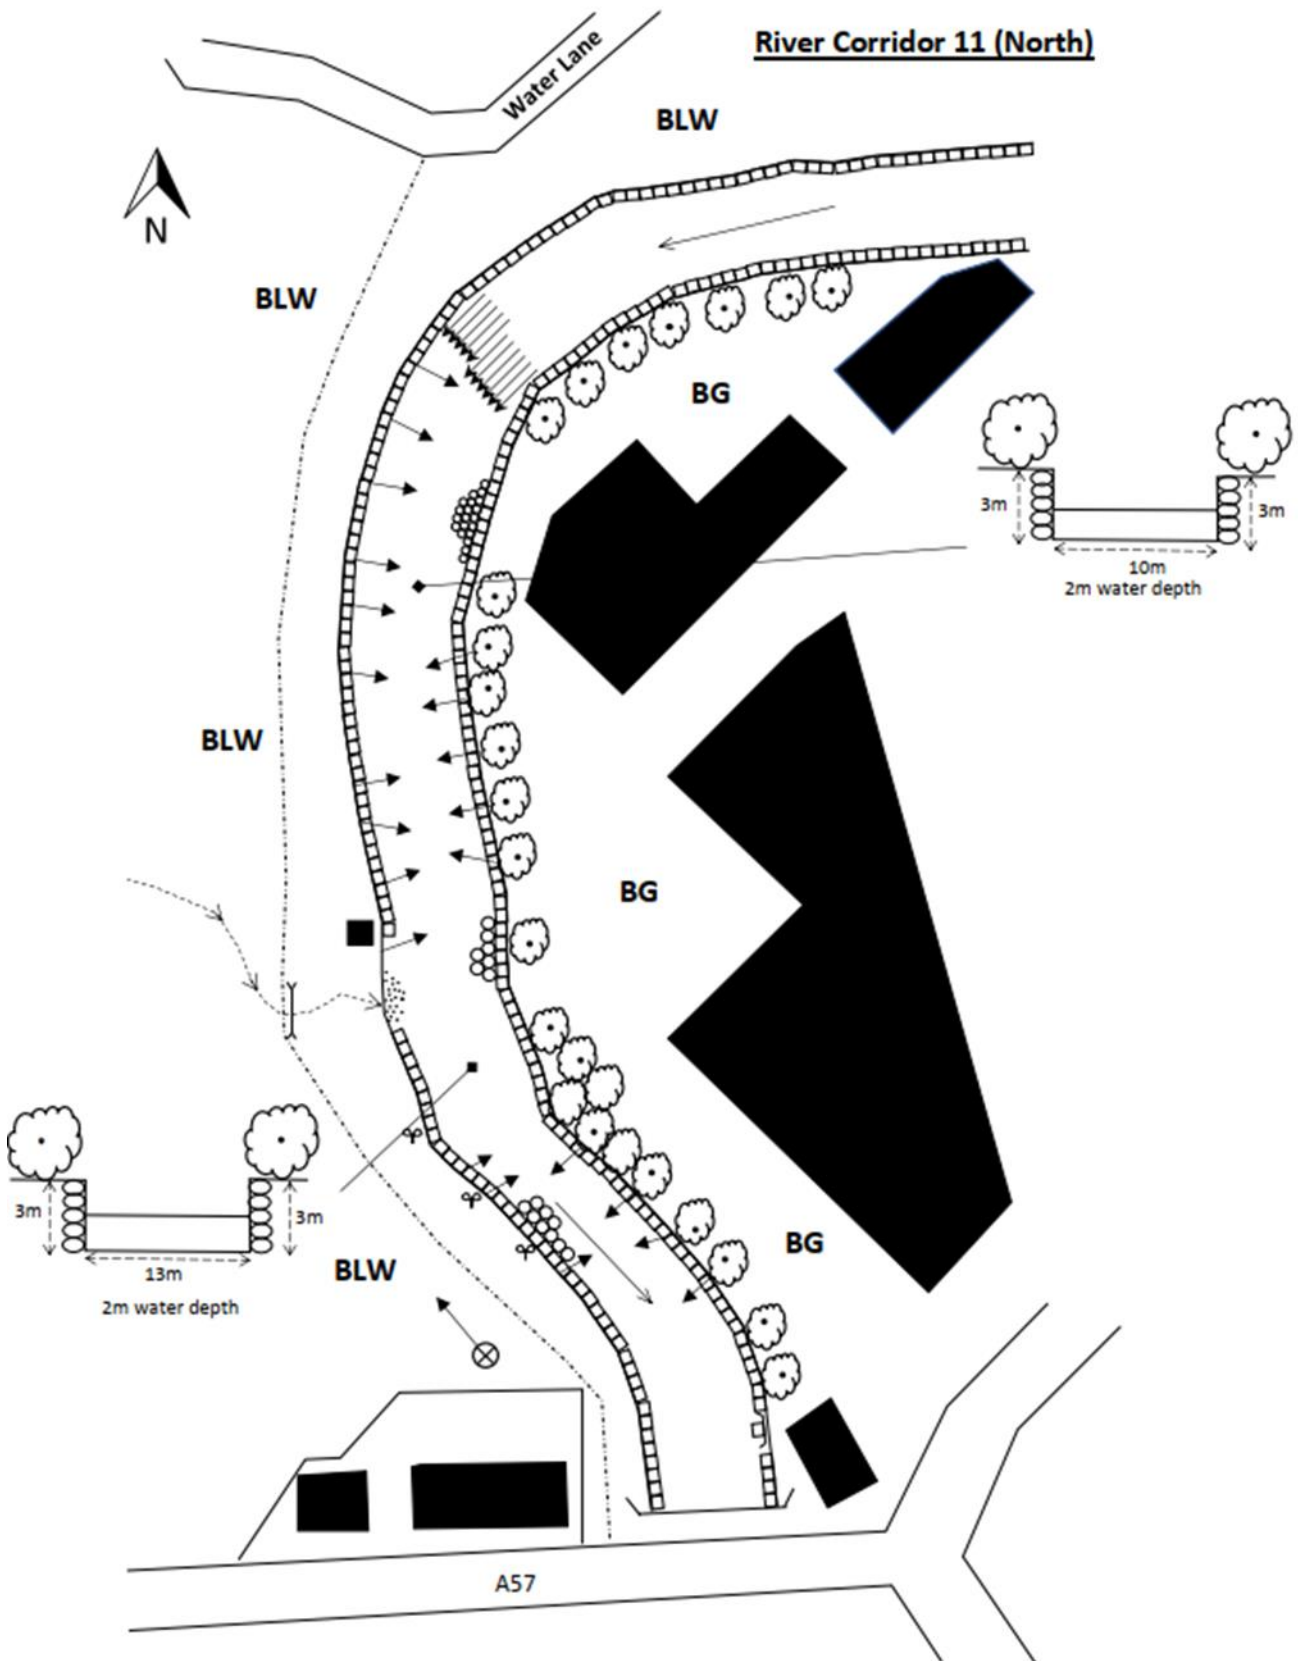 River Corridor 11 (North)
Water Lane
BLW
N
BLW
BG
3m
3m
10m
2m water depth
BLW
BG
3m
3m
13m
2m water depth
BLW
BG
A57